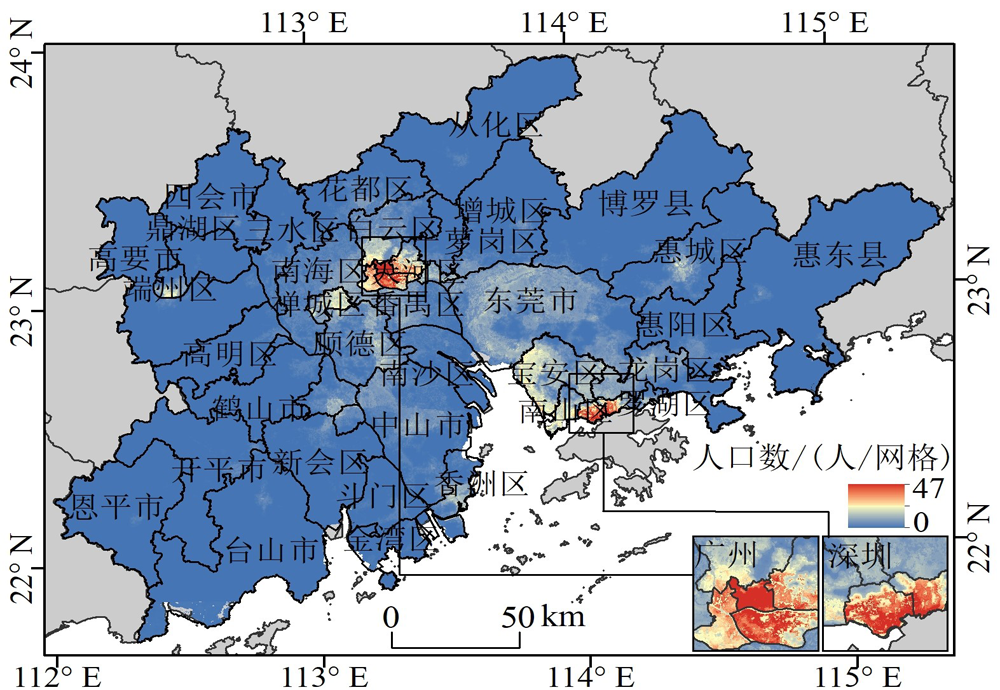 113° E 114° E 115° E
24° N
从化区
四会市 花都区 增城区 博罗县
鼎湖区 三水区 白云区 萝岗区
高要市 南海区 天河区 惠城区 惠东县
端州区 禅城区 番禺区 东莞市
23° N 23° N
高明区 顺德区 惠阳区
南沙区 宝安区 龙岗区
鹤山市 中山市 南山区 罗湖区
开平市 新会区 香洲区 人口数/(人/网格)
恩平市 斗门区 47
台山市 金湾区 0
22° N 22° N
广州 深圳
0 50 km
112° E 113° E 114° E 115° E